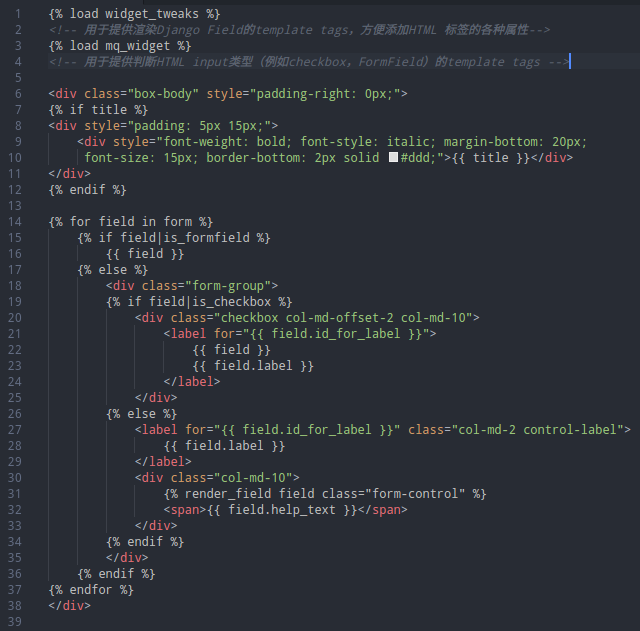 1 {% load widget_tweaks %}
2 <!-- 用于提供渲染Django Field的template tags，方便添加HTML 标签的各种属性-->
3 {% load mq_widget %}
4 <!-- 用于提供判断HTML input类型（例如checkbox，FormField）的template tags -->
5
6 <div class="box-body" style="padding-right: 0px;">
7 {% if title %}
8 <div style="padding: 5px 15px;">
9 <div style="font-weight: bold; font-style: italic; margin-bottom: 20px;
10 font-size: 15px; border-bottom: 2px solid #ddd;">{{ title }}</div>
11 </div>
12 {% endif %}
13
14 {% for field in form %}
15 {% if field|is_formfield %}
16 {{ field }}
17 {% else %}
18 <div class="form-group">
19 {% if field|is_checkbox %}
20 <div class="checkbox col-md-offset-2 col-md-10">
21 <label for="{{ field.id_for_label }}">
22 {{ field }}
23 {{ field.label }}
24 </label>
25 </div>
26 {% else %}
27 <label for="{{ field.id_for_label }}" class="col-md-2 control-label">
28 {{ field.label }}
29 </label>
30 <div class="col-md-10">
31 {% render_field field class="form-control" %}
32 <span>{{ field.help_text }}</span>
33 </div>
34 {% endif %}
35 </div>
36 {% endif %}
37 {% endfor %}
38 </div>
39